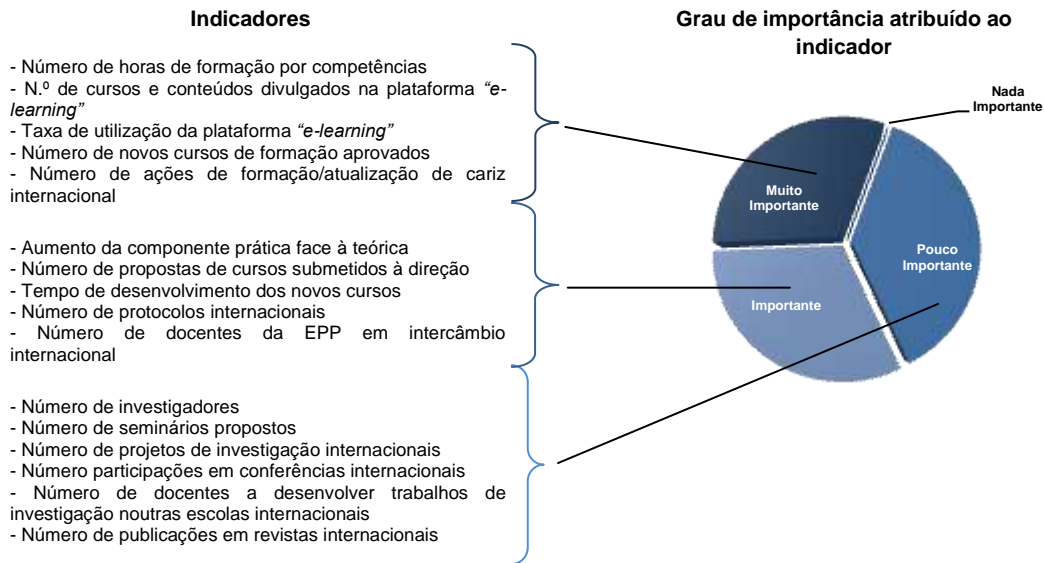 Indicadores
- Número de horas de formação por competências
- N.º de cursos e conteúdos divulgados na plataforma “e-
learning”
- Taxa de utilização da plataforma “e-learning”
- Número de novos cursos de formação aprovados
- Número de ações de formação/atualização de cariz
internacional
- Aumento da componente prática face à teórica
- Número de propostas de cursos submetidos à direção
- Tempo de desenvolvimento dos novos cursos
- Número de protocolos internacionais
- Número de docentes da EPP em intercâmbio
internacional
- Número de investigadores
- Número de seminários propostos
- Número de projetos de investigação internacionais
- Número participações em conferências internacionais
- Número de docentes a desenvolver trabalhos de
investigação noutras escolas internacionais
- Número de publicações em revistas internacionais
Grau de importância atribuído ao
indicador
Nada
Importante
Muito
Importante
Pouco
Importante
Importante